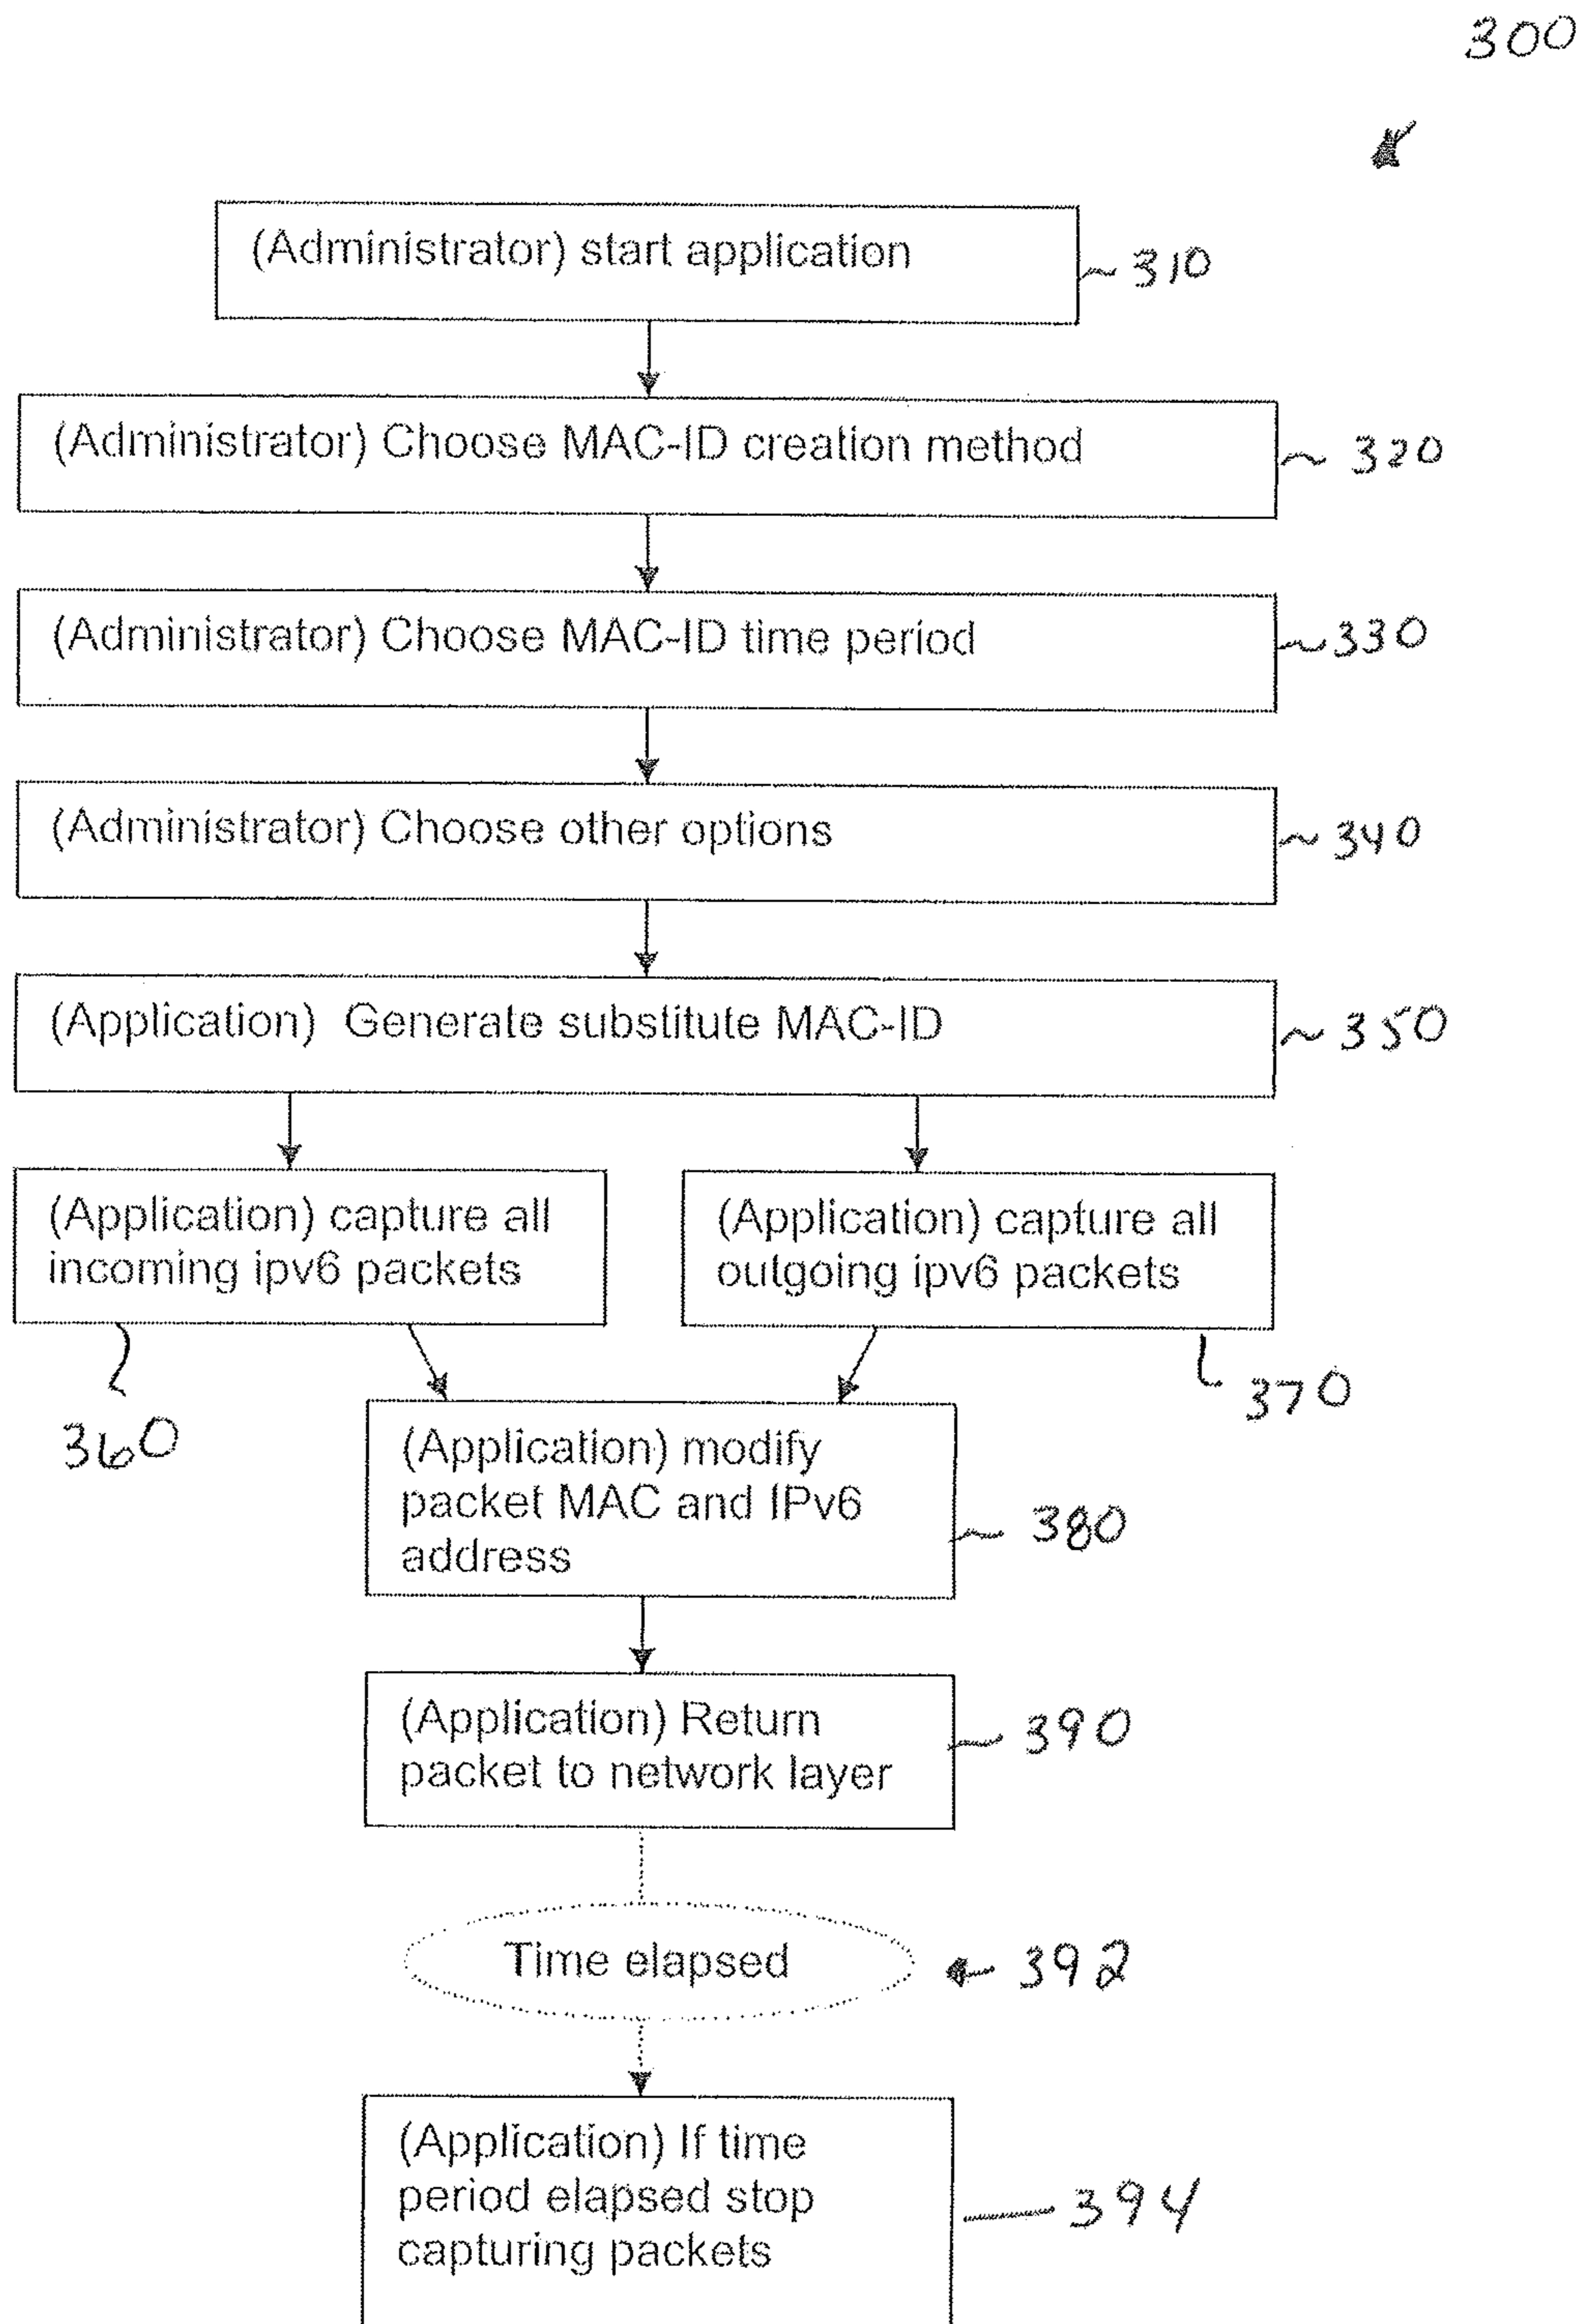 300
(Administrator) start application
310
(Administrator) Choose MAC-ID creation method
320
(Administrator) Choose MAC-ID time period
330
(Administrator) Choose other options
340
(Application) Generate substitute MAC-ID
350
(Application) capture all
incoming ipv6 packets
(Application) capture all
outgoing ipv6 packets
360
370
(Application) modify
packet MAC and IPv6
address
380
(Application) Return
packet to network layer
390
Time elapsed
392
(Application) If time
period elapsed stop
capturing packets
394